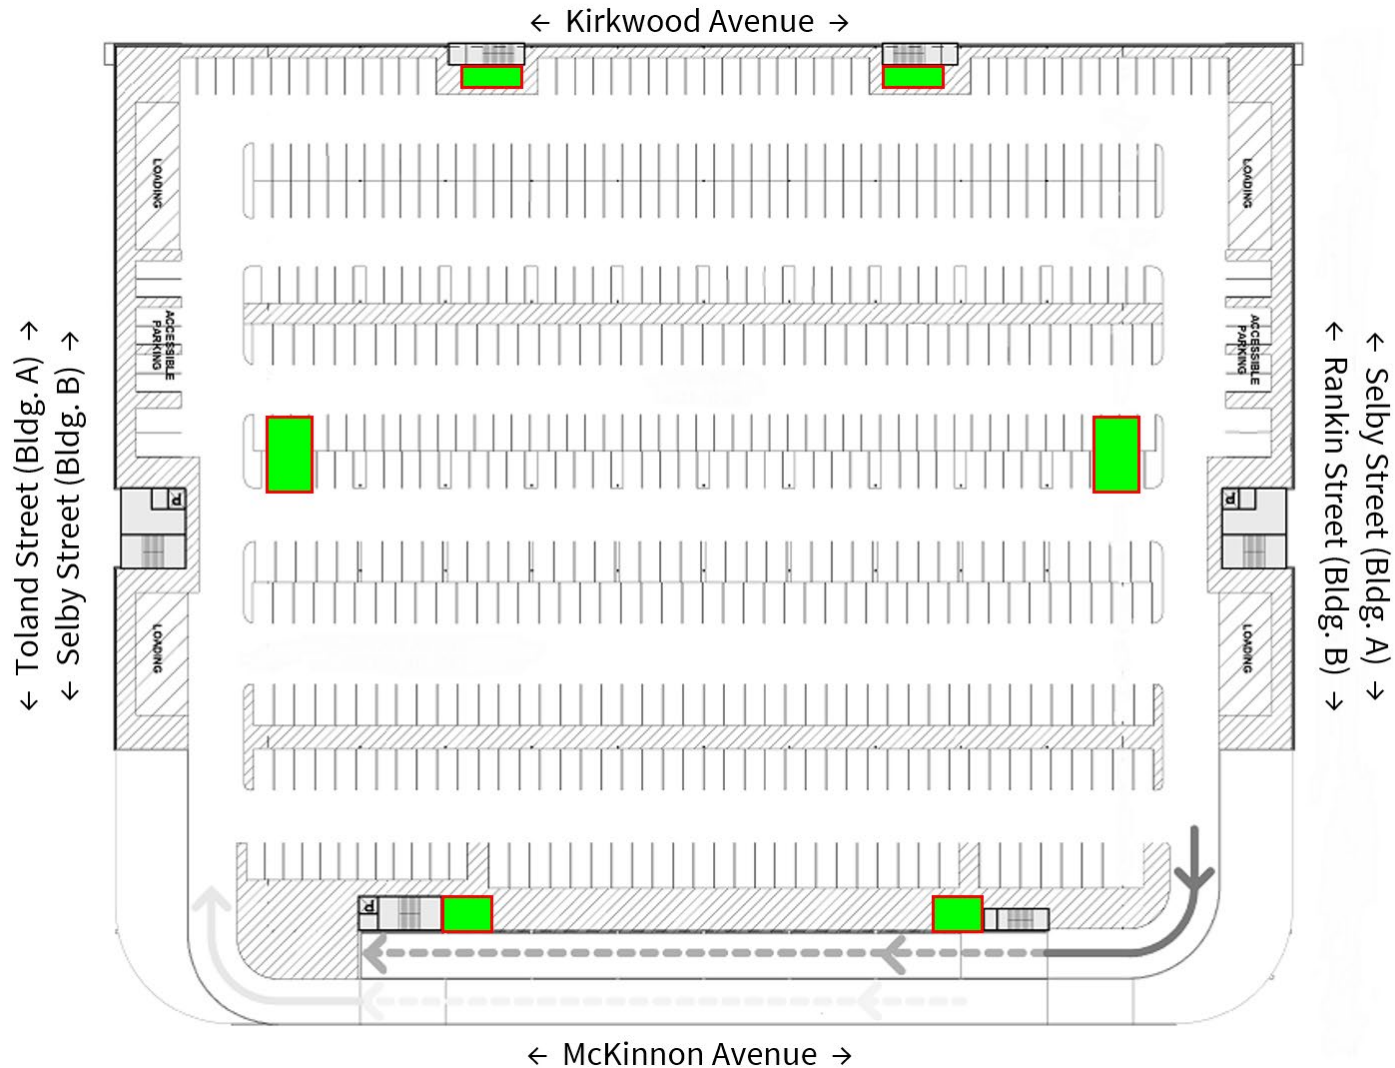 ← Kirkwood Avenue →
LOADING
LOADING
ACCESSIBLE
PARKING
ACCESSIBLE
PARKING
← Toland Street (Bldg. A) →
← Selby Street (Bldg. B) →
← Selby Street (Bldg. A) →
← Rankin Street (Bldg. B) →
LOADING
LOADING
← McKinnon Avenue →